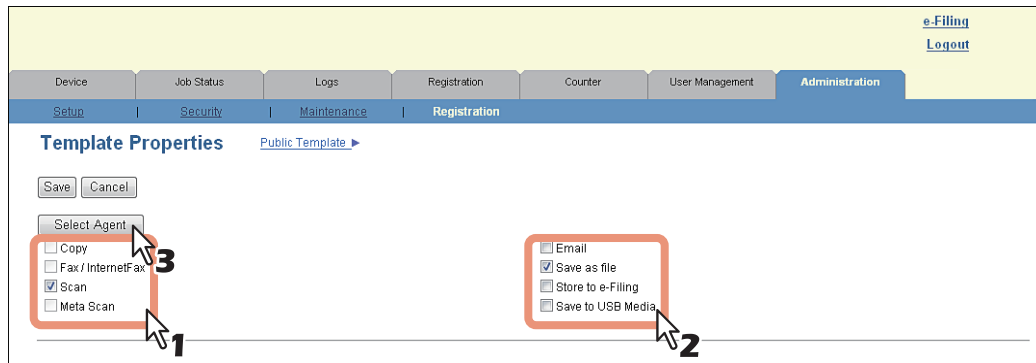 e-Filing
Logout
Device Job Status Logs Registration Counter User Management Administration
Setup | Security | Maintenance | Registration
Template Properties Public Template ▶
Save Cancel
Select Agent
3
Copy
Fax / InternetFax
Scan
Meta Scan
1
Email
Save as file
Store to e-Filing
Save to USB Media
2